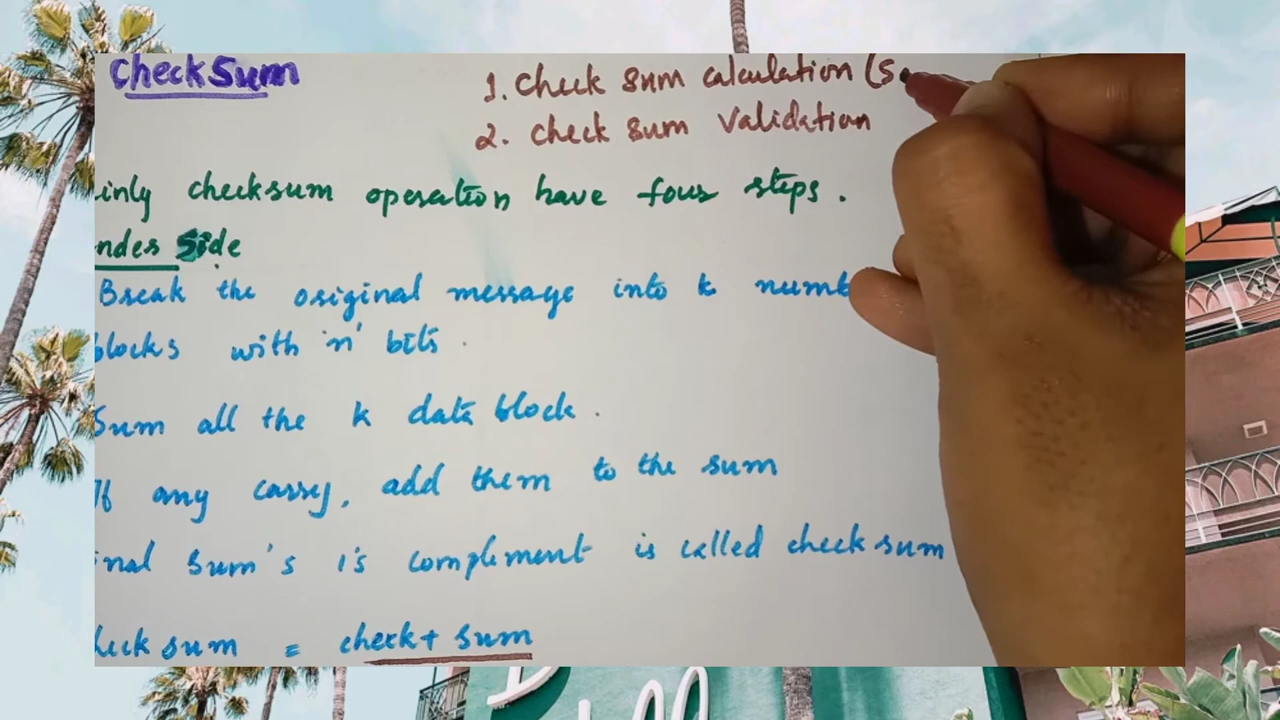 CheckSum
1. Check sum calculation (S
2. Check sum Validation
inly checksum operation have four steps.
nder Side
Break the original message into k numb
blocks with 'n' bits.
Sum all the k data block.
If any carry, add them to the sum
inal sum's 1's complement is called checksum
heck sum = check + sum